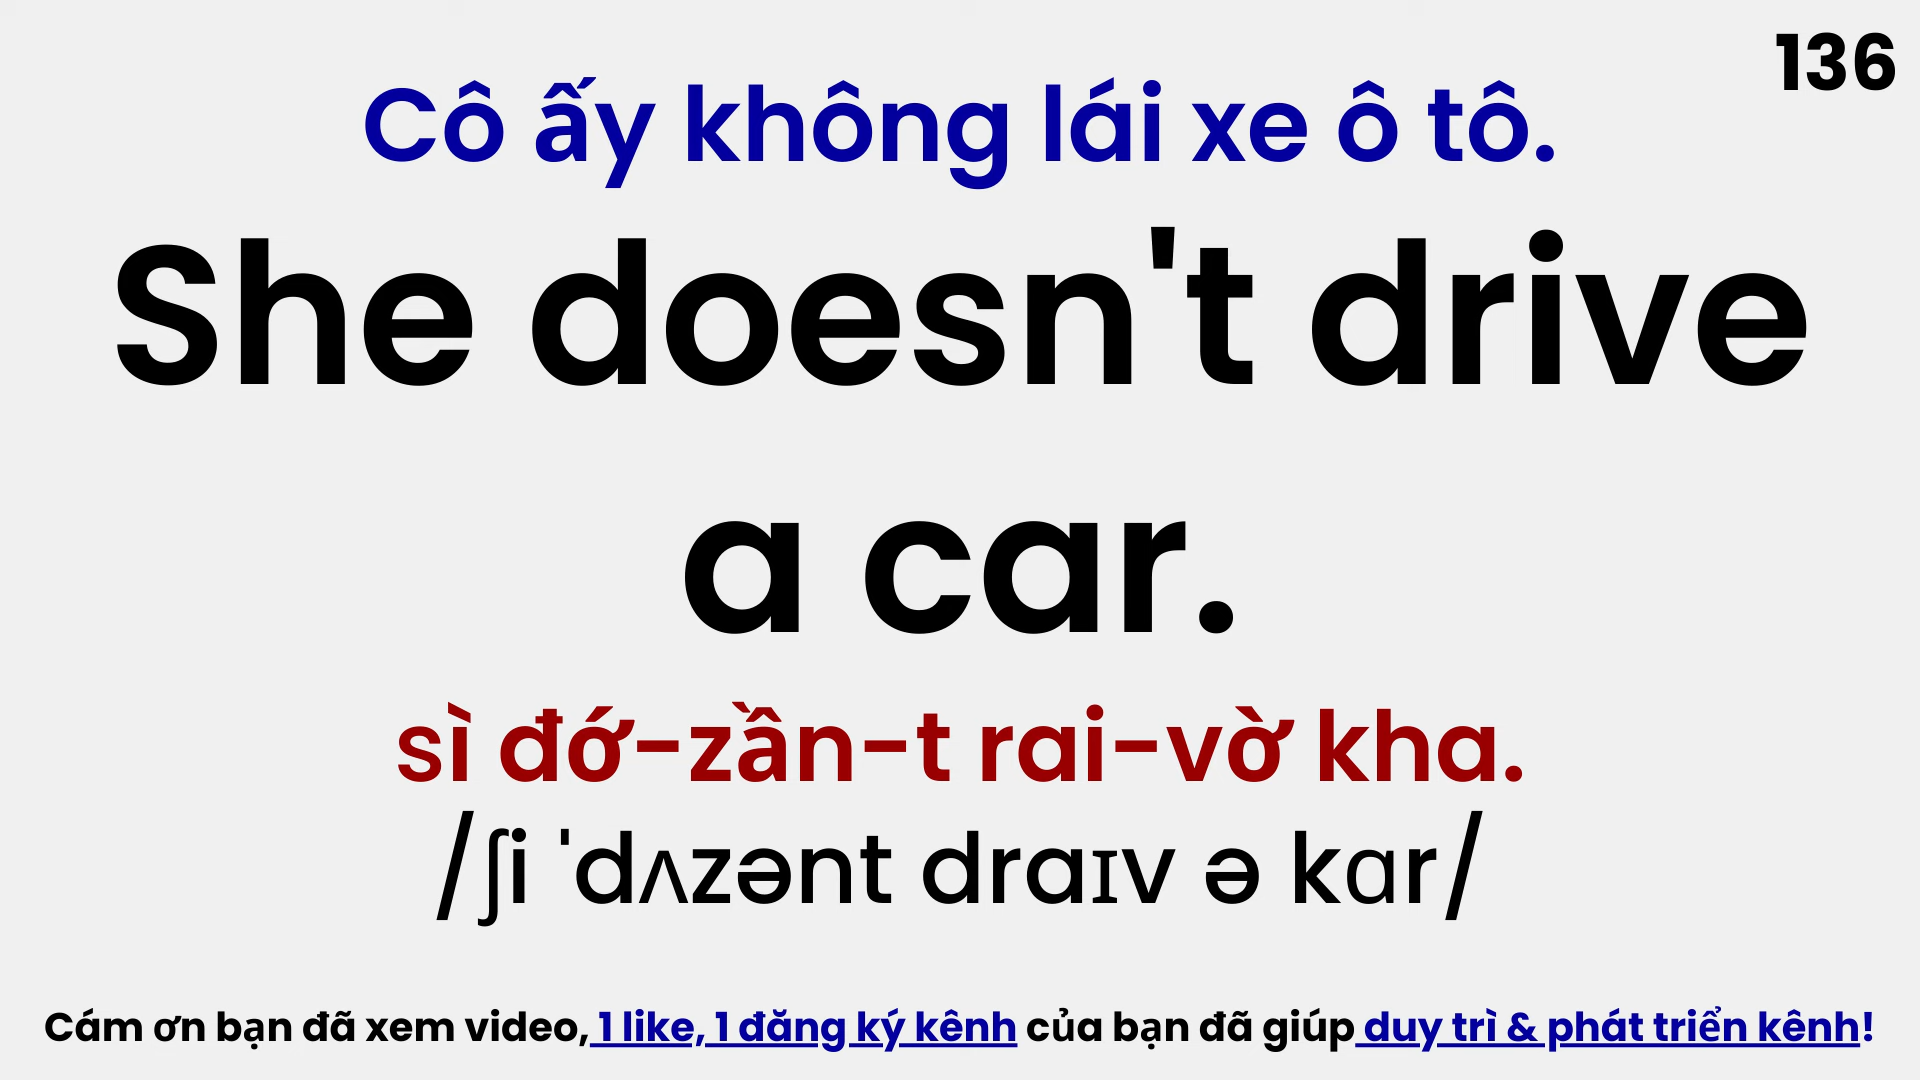 136
Cô ấy không lái xe ô tô.
She doesn't drive
a car.
sì đớ-zần-t rai-vờ kha.
/ʃi ˈdʌzənt draɪv ə kɑr/
Cám ơn bạn đã xem video, 1 like, 1 đăng ký kênh của bạn đã giúp duy trì & phát triển kênh!